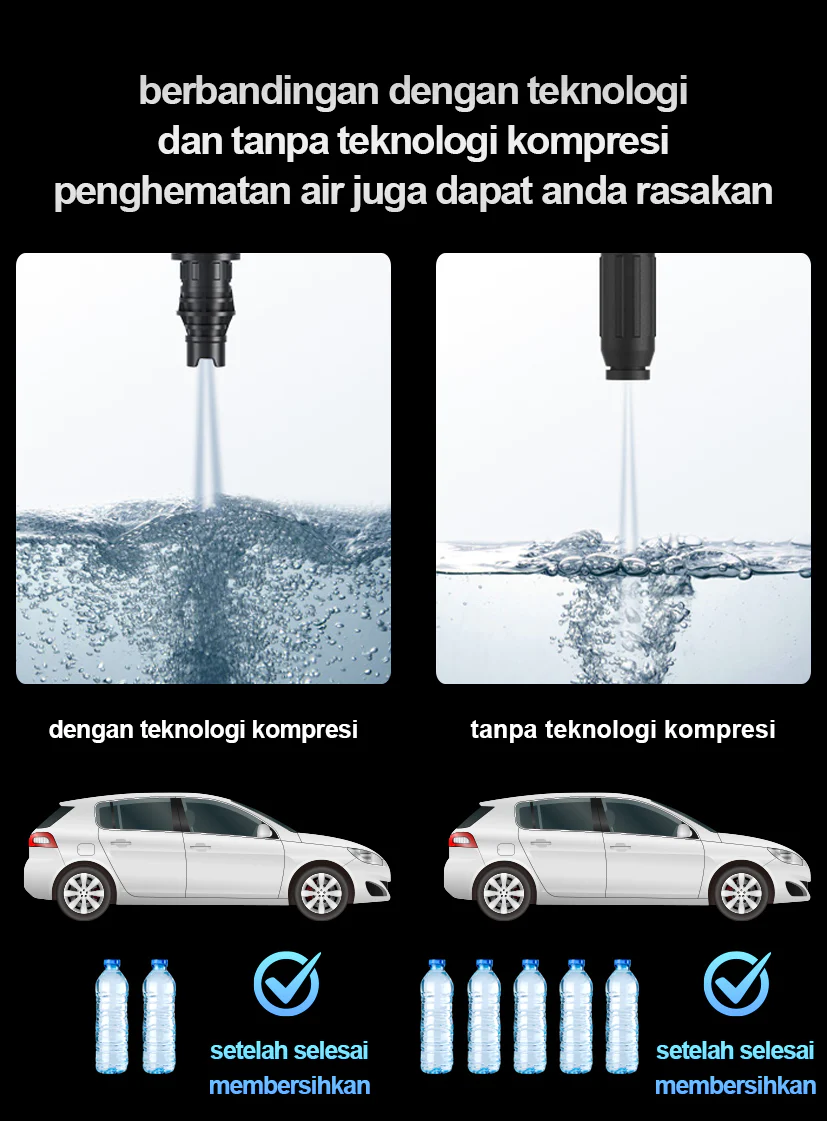 berbandingan dengan teknologi
dan tanpa teknologi kompresi
penghematan air juga dapat anda rasakan
dengan teknologi kompresi
tanpa teknologi kompresi
setelah selesai
membersihkan
setelah selesai
membersihkan